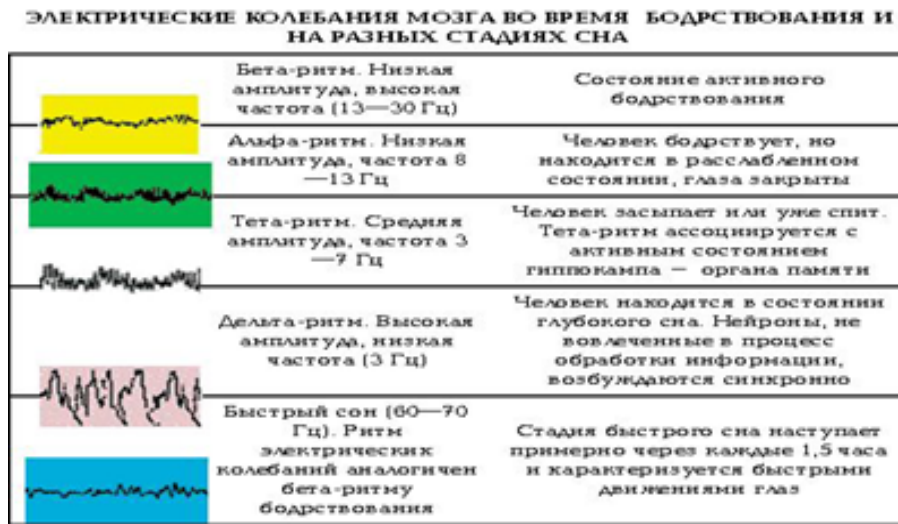 ЭЛЕКТРИЧЕСКИЕ КОЛЕБАНИЯ МОЗГА ВО ВРЕМЯ БОДРСТВОВАНИЯ И
НА РАЗНЫХ СТАДИЯХ СНА
Бета-ритм. Низкая
амплитуда, высокая
частота (13—30 Гц)
Состояние активного
бодрствования
Альфа-ритм. Низкая
амплитуда, частота 8
—13 Гц
Человек бодрствует, но
находится в расслабленном
состоянии, глаза закрыты
Тета-ритм. Средняя
амплитуда, частота 3
—7 Гц
Человек засыпает или уже спит.
Тета-ритм ассоциируется с
активным состоянием
гиппокампа — органа памяти
Дельта-ритм. Высокая
амплитуда, низкая
частота (3 Гц)
Человек находится в состоянии
глубокого сна. Нейроны, не
вовлеченные в процесс
обработки информации,
возбуждаются синхронно
Быстрый сон (60—70
Гц). Ритм
электрических
колебаний аналогичен
бета-ритму
бодрствования
Стадия быстрого сна наступает
примерно через каждые 1,5 часа
и характеризуется быстрыми
движениями глаз